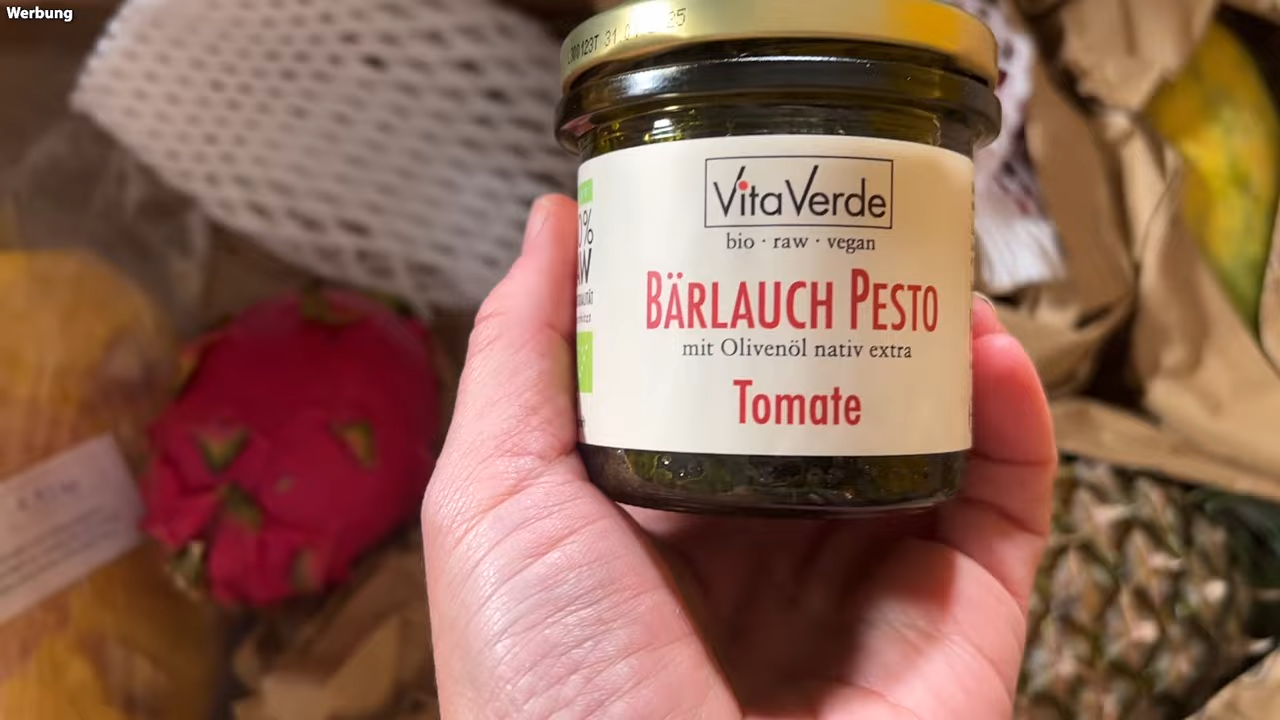 Werbung
VitaVerde
bio · raw · vegan
BÄRLAUCH PESTO
mit Olivenöl nativ extra
Tomate